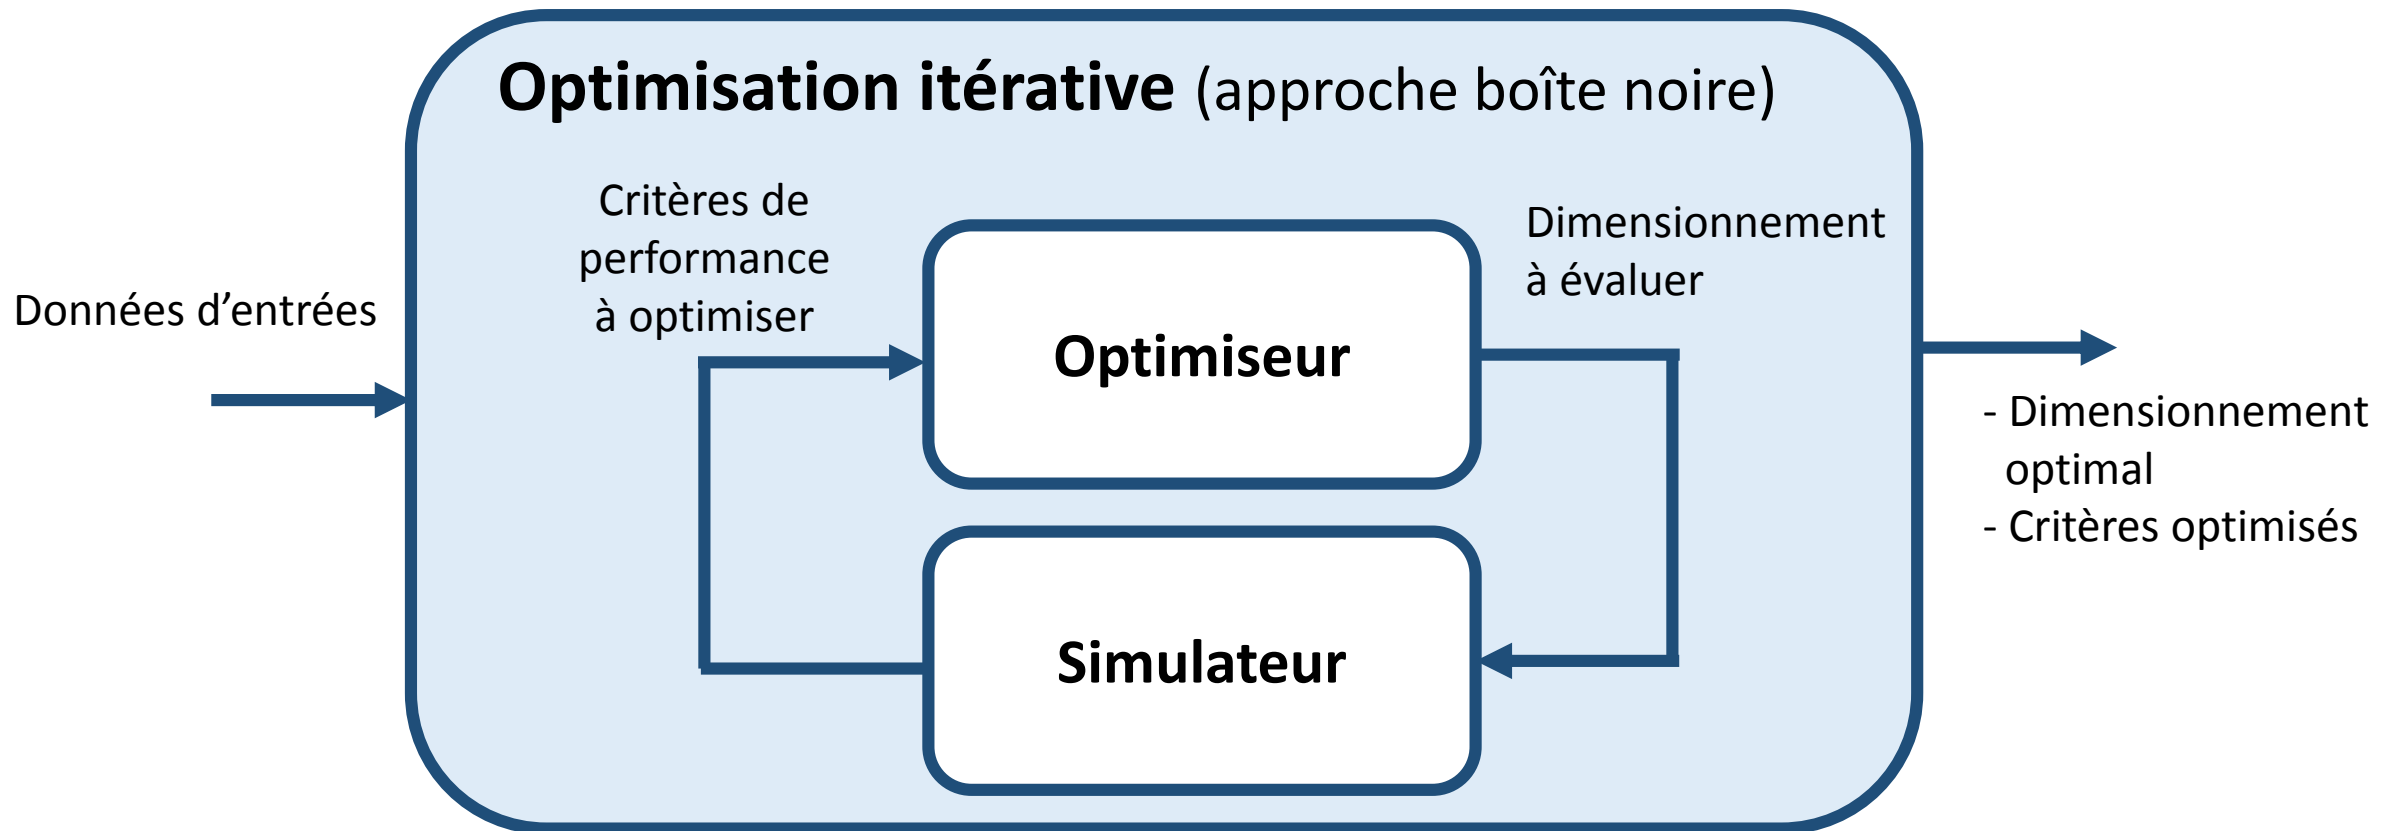 Optimisation itérative (approche boîte noire)
Données d’entrées
Critères de
performance
à optimiser
Dimensionnement
à évaluer
Optimiseur
Simulateur
- Dimensionnement
optimal
- Critères optimisés